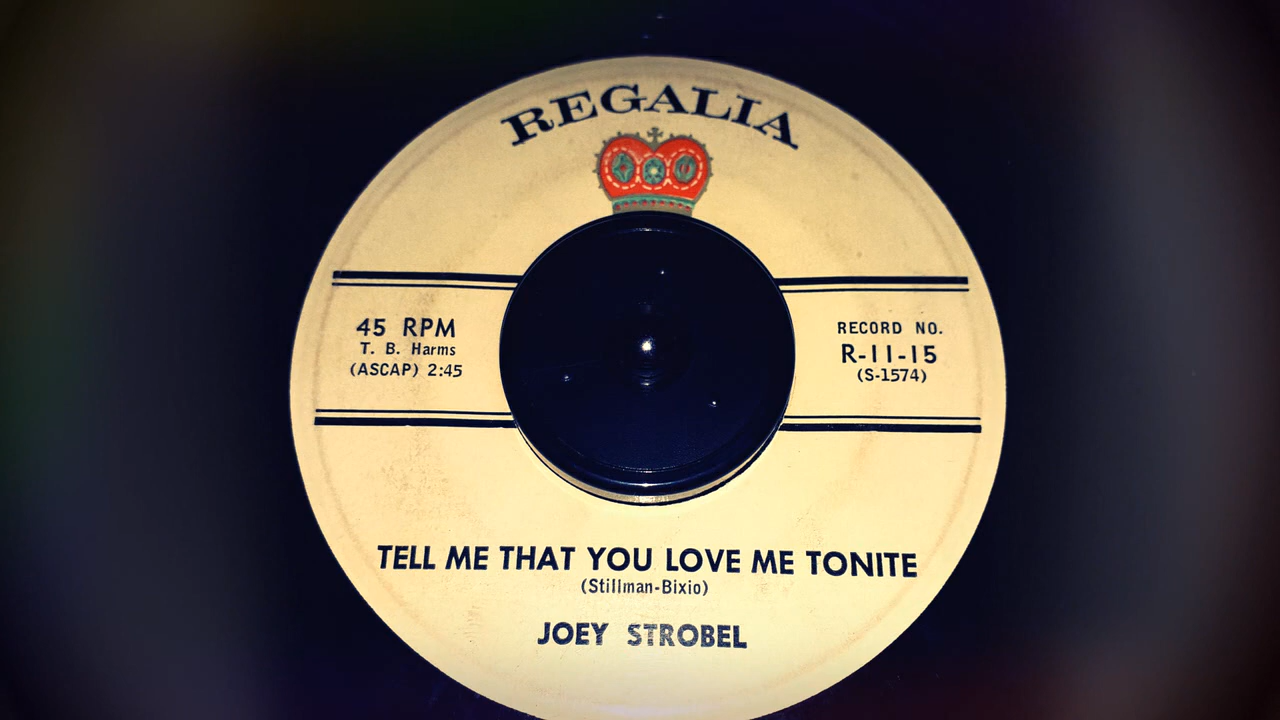 REGALIA
45 RPM
T. B. Harms
(ASCAP) 2:45
RECORD NO.
R-11-15
(S-1574)
TELL ME THAT YOU LOVE ME TONITE
(Stillman-Bixio)
JOEY STROBEL